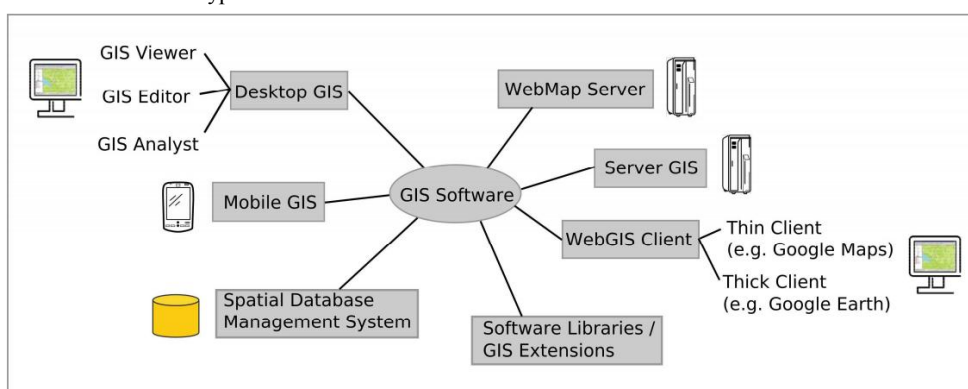 GIS Viewer
GIS Editor
GIS Analyst
Desktop GIS
WebMap Server
Server GIS
Mobile GIS
GIS Software
WebGIS Client
Thin Client
(e.g. Google Maps)
Thick Client
(e.g. Google Earth)
Spatial Database
Management System
Software Libraries /
GIS Extensions